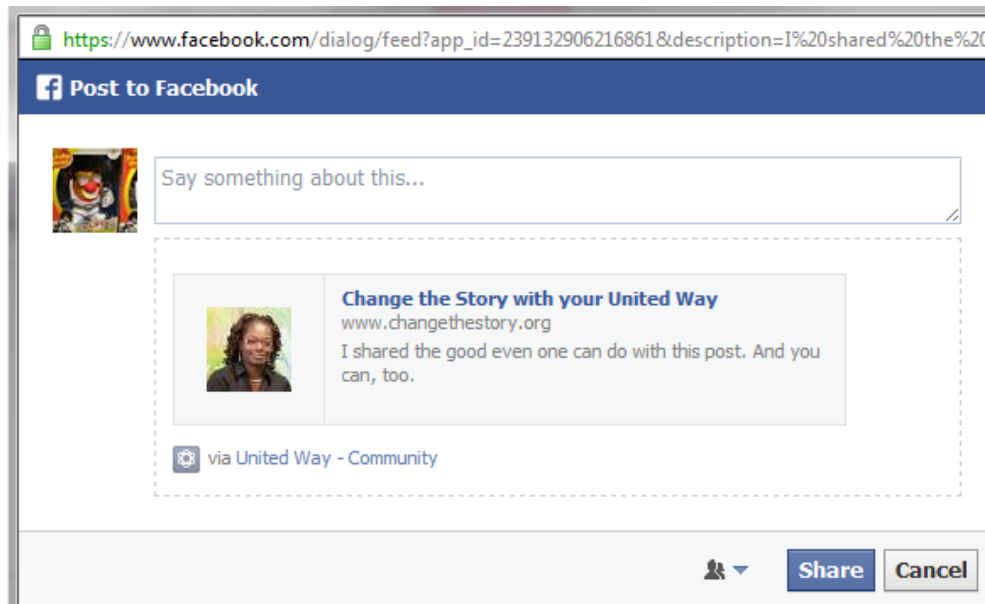 https://www.facebook.com/dialog/feed?app_id=239132906216861&description=I%20shared%20the%20
Post to Facebook
Say something about this...
Change the Story with your United Way
www.changethestory.org
I shared the good even one can do with this post. And you
can, too.
via United Way - Community
Share Cancel